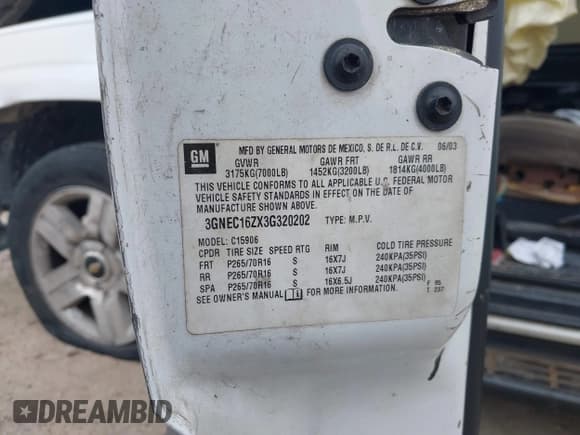 GM
MFD BY GENERAL MOTORS DE MEXICO, S. DE R.L. DE C.V. 06/03
GVWR GAWR FRT GAWR RR
3175KG(7000LB) 1452KG(3200LB) 1814KG(4000LB)
THIS VEHICLE CONFORMS TO ALL APPLICABLE U.S. FEDERAL MOTOR
VEHICLE SAFETY STANDARDS IN EFFECT ON THE DATE OF
MANUFACTURE SHOWN ABOVE.
3GNEC16ZX3G320202 TYPE: M.P.V.
MODEL: C15906
CPDR TIRE SIZE SPEED RTG RIM COLD TIRE PRESSURE
FRT P265/70R16 S 16X7J 240KPA(35PSI)
RR P265/70R16 S 16X7J 240KPA(35PSI)
SPA P265/70R16 S 16X6.5J 240KPA(35PSI)
SEE OWNER'S MANUAL i FOR MORE INFORMATION.
F 95
T 237
DREAMBID